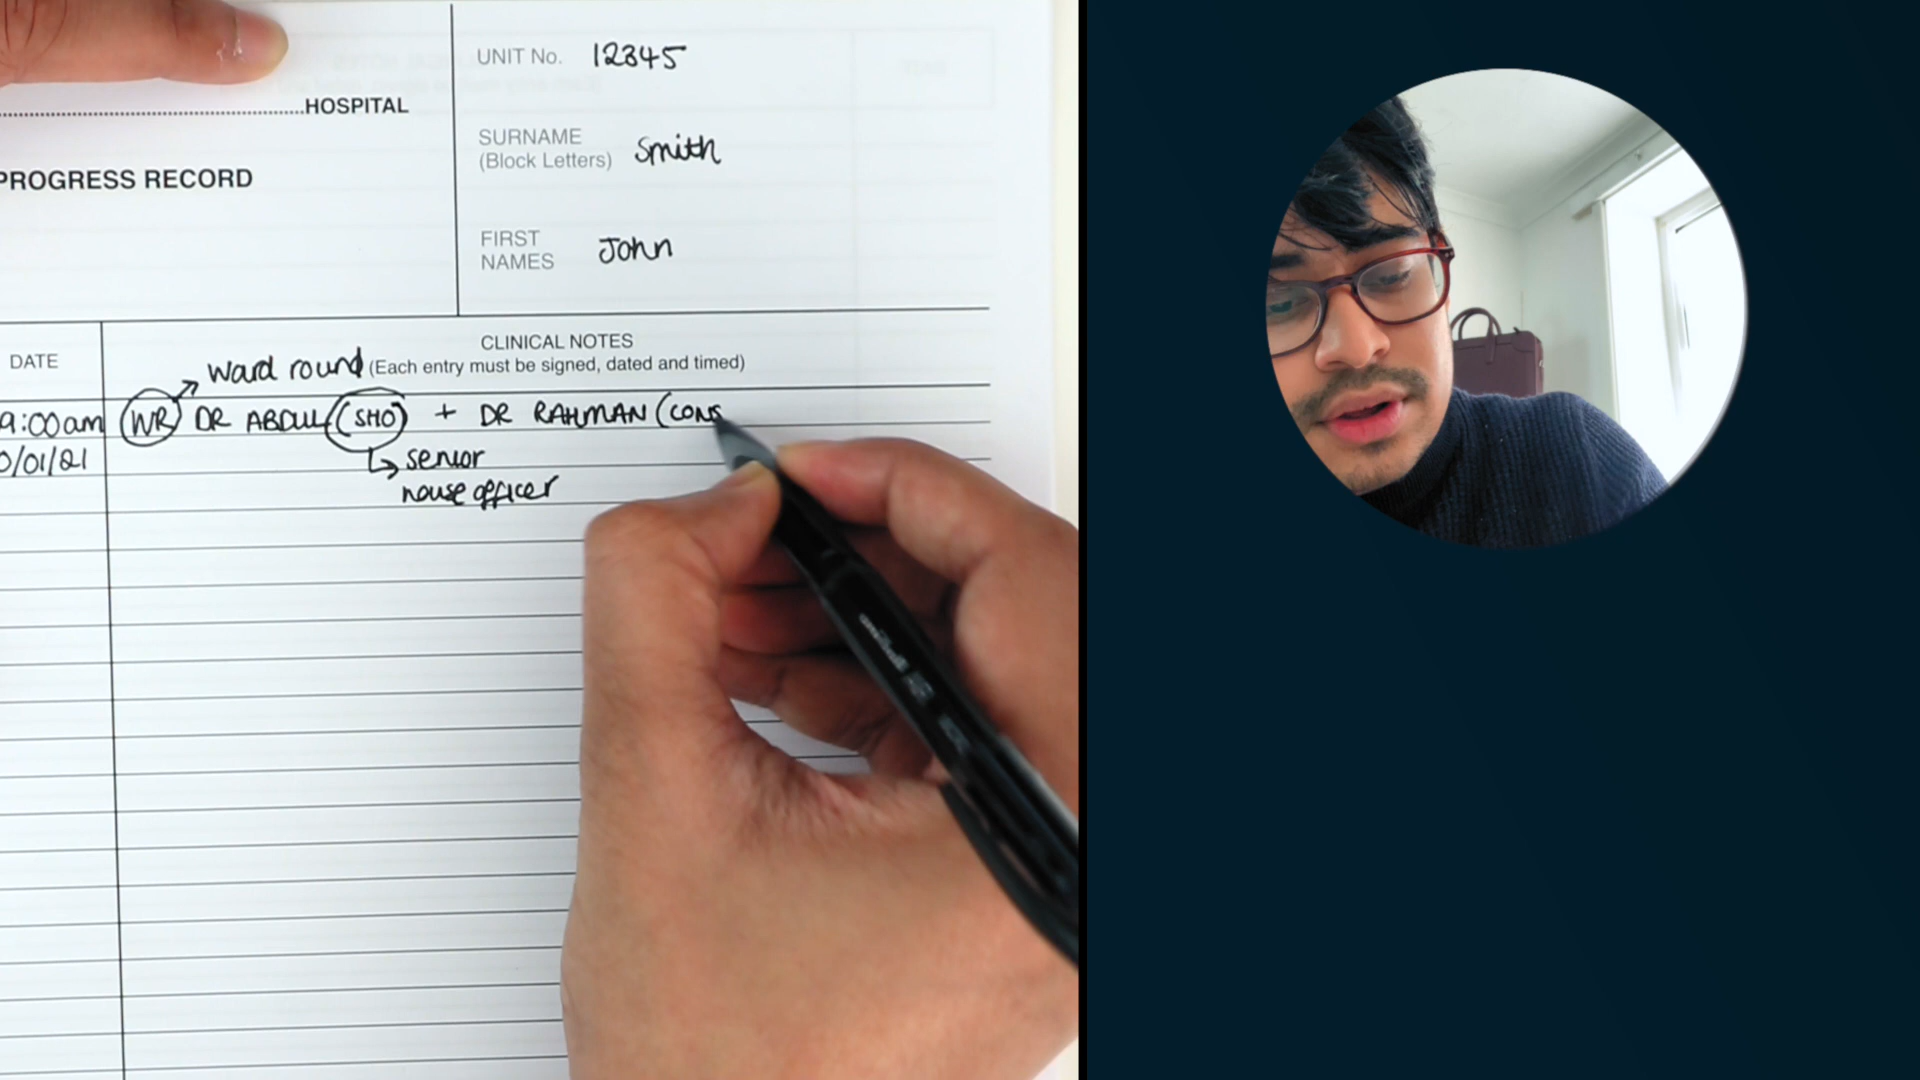 UNIT No. 12345
HOSPITAL
SURNAME
(Block Letters) Smith
PROGRESS RECORD
FIRST
NAMES John
DATE
CLINICAL NOTES
ward round (Each entry must be signed, dated and timed)
9:00am WR DR ABDUL (SHO) + DR RAHMAN (CONS
0/01/21 senior
house officer